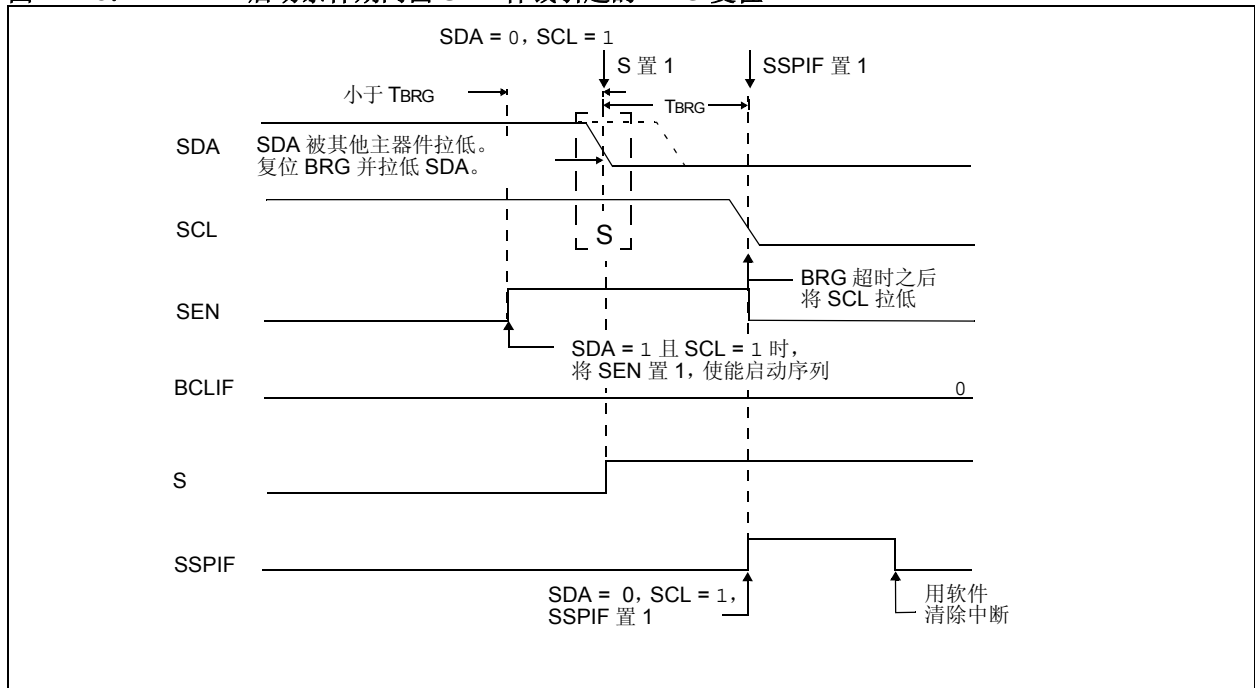 SDA = 0，SCL = 1
S 置 1
SSPIF 置 1
小于 TBRG
TBRG
SDA
SDA 被其他主器件拉低。
复位 BRG 并拉低 SDA。
SCL
S
BRG 超时之后
将 SCL 拉低
SEN
SDA = 1 且 SCL = 1 时，
将 SEN 置 1，使能启动序列
BCLIF
0
S
SSPIF
SDA = 0，SCL = 1，
SSPIF 置 1
用软件
清除中断